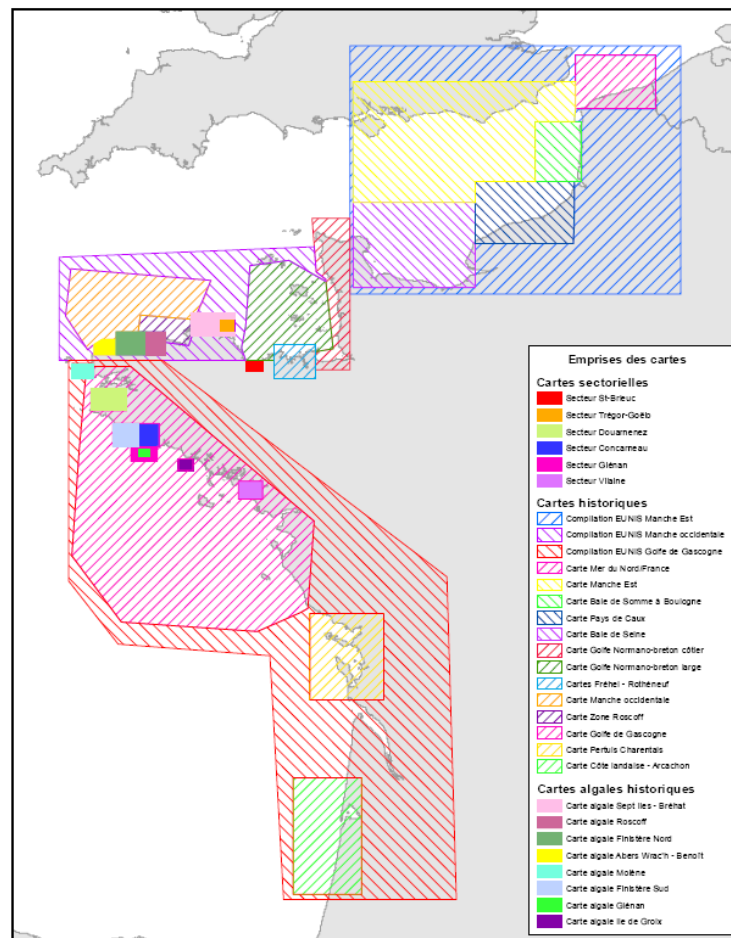 Emprises des cartes
Cartes sectorielles
Secteur St-Brieuc
Secteur Trégor-Goëlo
Secteur Douarnenez
Secteur Concarneau
Secteur Glénan
Secteur Vilaine
Cartes historiques
Compilation EUNIS Manche Est
Compilation EUNIS Manche occidentale
Compilation EUNIS Golfe de Gascogne
Carte Mer du Nord/France
Carte Manche Est
Carte Baie de Somme à Boulogne
Carte Pays de Caux
Carte Baie de Seine
Carte Golfe Normano-breton côtier
Carte Golfe Normano-breton large
Cartes Fréhel - Rothéneuf
Carte Manche occidentale
Carte Zone Roscoff
Carte Golfe de Gascogne
Carte Pertuis Charentais
Carte Côte landaise - Arcachon
Cartes algales historiques
Carte algale Sept Iles - Bréhat
Carte algale Roscoff
Carte algale Finistère Nord
Carte algale Abers Wrac'h - Benoît
Carte algale Molène
Carte algale Finistère Sud
Carte algale Glénan
Carte algale Ile de Groix